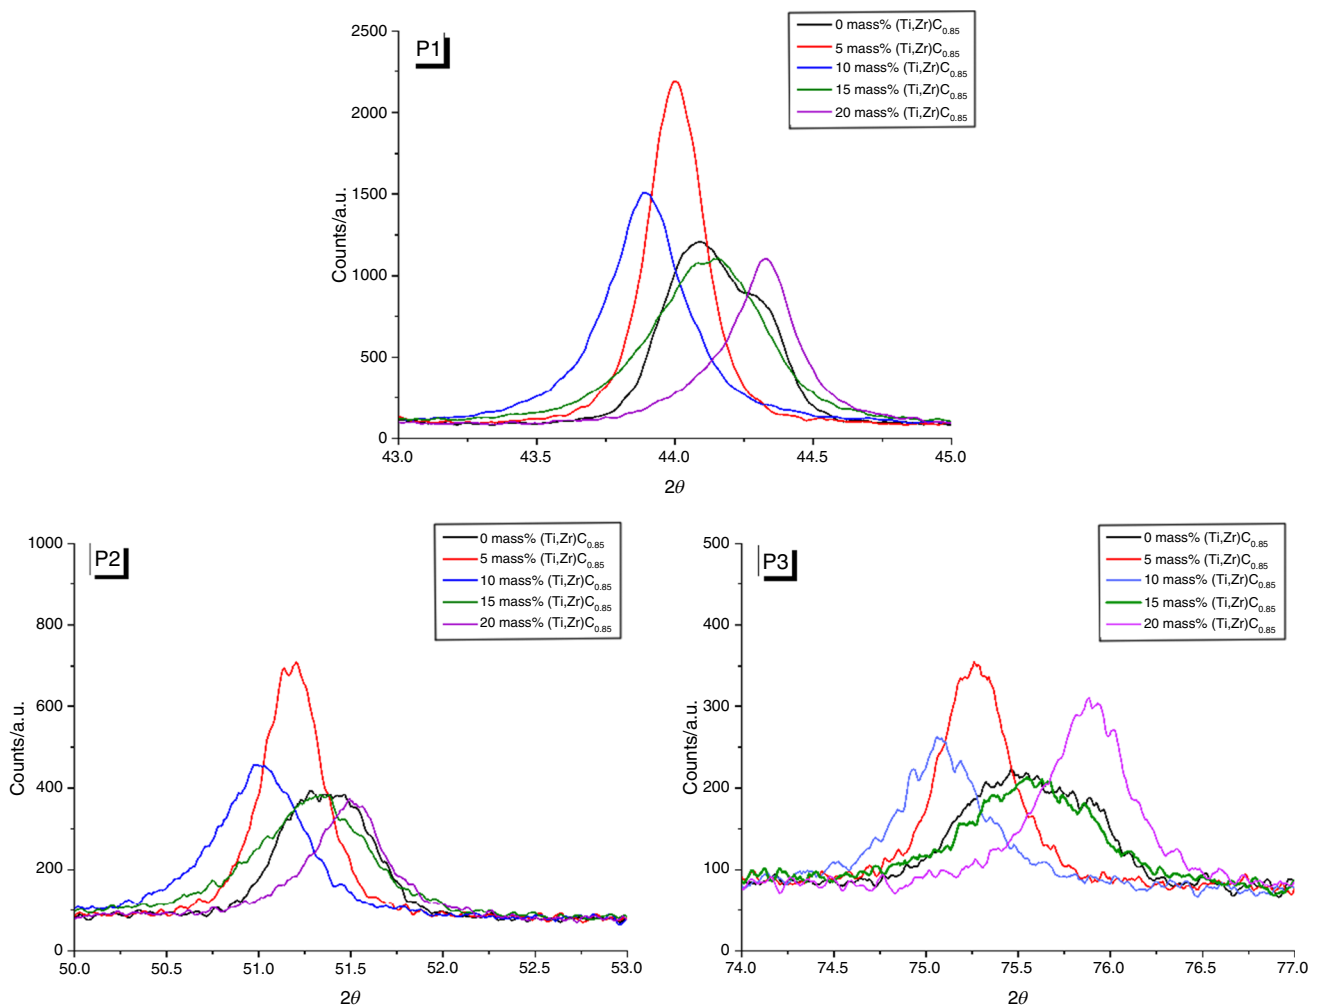 P1
0 mass% (Ti,Zr)C0.85
5 mass% (Ti,Zr)C0.85
10 mass% (Ti,Zr)C0.85
15 mass% (Ti,Zr)C0.85
20 mass% (Ti,Zr)C0.85
2500
2000
1500
1000
500
0
Counts/a.u.
43.0 43.5 44.0 44.5 45.0
2θ
P2
0 mass% (Ti,Zr)C0.85
5 mass% (Ti,Zr)C0.85
10 mass% (Ti,Zr)C0.85
15 mass% (Ti,Zr)C0.85
20 mass% (Ti,Zr)C0.85
1000
800
600
400
200
0
Counts/a.u.
50.0 50.5 51.0 51.5 52.0 52.5 53.0
2θ
P3
0 mass% (Ti,Zr)C0.85
5 mass% (Ti,Zr)C0.85
10 mass% (Ti,Zr)C0.85
15 mass% (Ti,Zr)C0.85
20 mass% (Ti,Zr)C0.85
500
400
300
200
100
0
Counts/a.u.
74.0 74.5 75.0 75.5 76.0 76.5 77.0
2θ